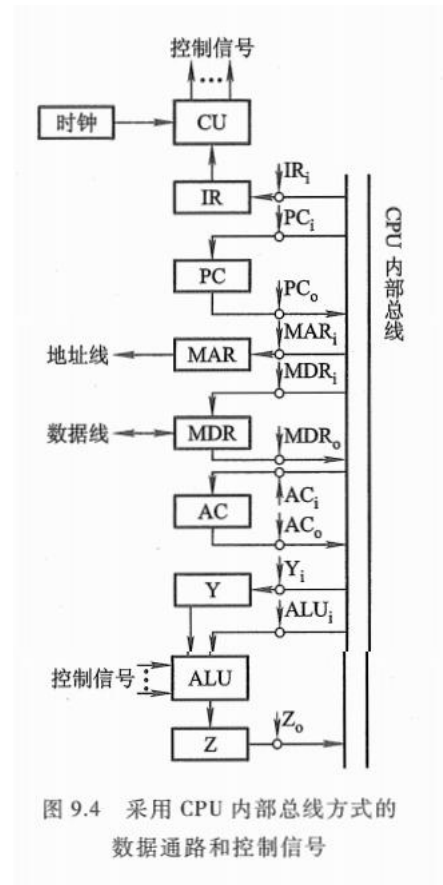 控制信号
时钟
CU
IR
IRi
PCi
PC
PCo
CPU 内部总线
MARi
地址线
MAR
MDRi
数据线
MDR
MDRo
AC
ACi
ACo
Yi
Y
ALUi
控制信号
ALU
Z
Zo
图 9.4 采用 CPU 内部总线方式的
数据通路和控制信号